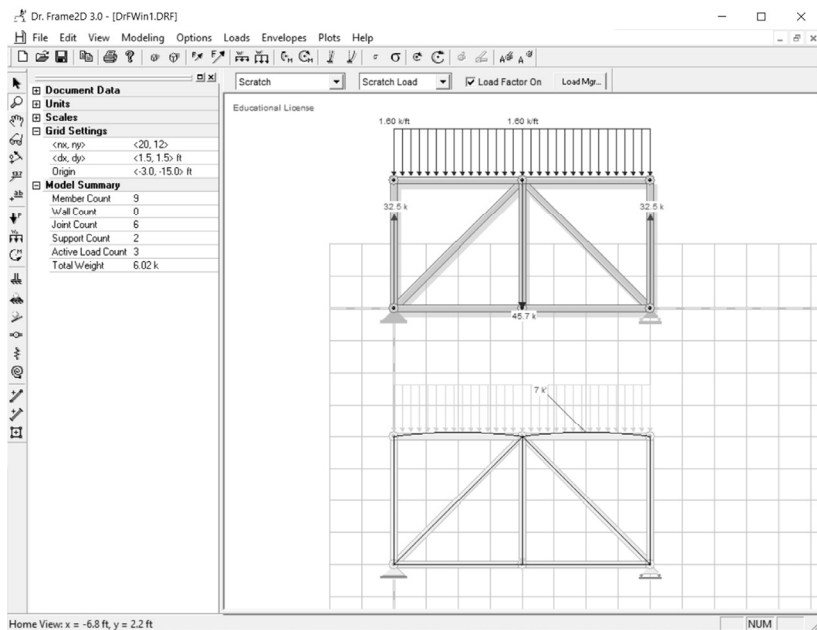 Dr. Frame2D 3.0 - [DrFWin1.DRF]
File Edit View Modeling Options Loads Envelopes Plots Help
Scratch Scratch Load Load Factor On Load Mgr...
Document Data
Units
Scales
Grid Settings
<nx, ny> <20, 12>
<dx, dy> <1.5, 1.5> ft
Origin <-3.0, -15.0> ft
Model Summary
Member Count 9
Wall Count 0
Joint Count 6
Support Count 2
Active Load Count 3
Total Weight 6.02 k
Educational License
1.60 k/ft 1.60 k/ft
32.5 k 32.5 k
45.7 k
7 k'
Home View: x = -6.8 ft, y = 2.2 ft NUM